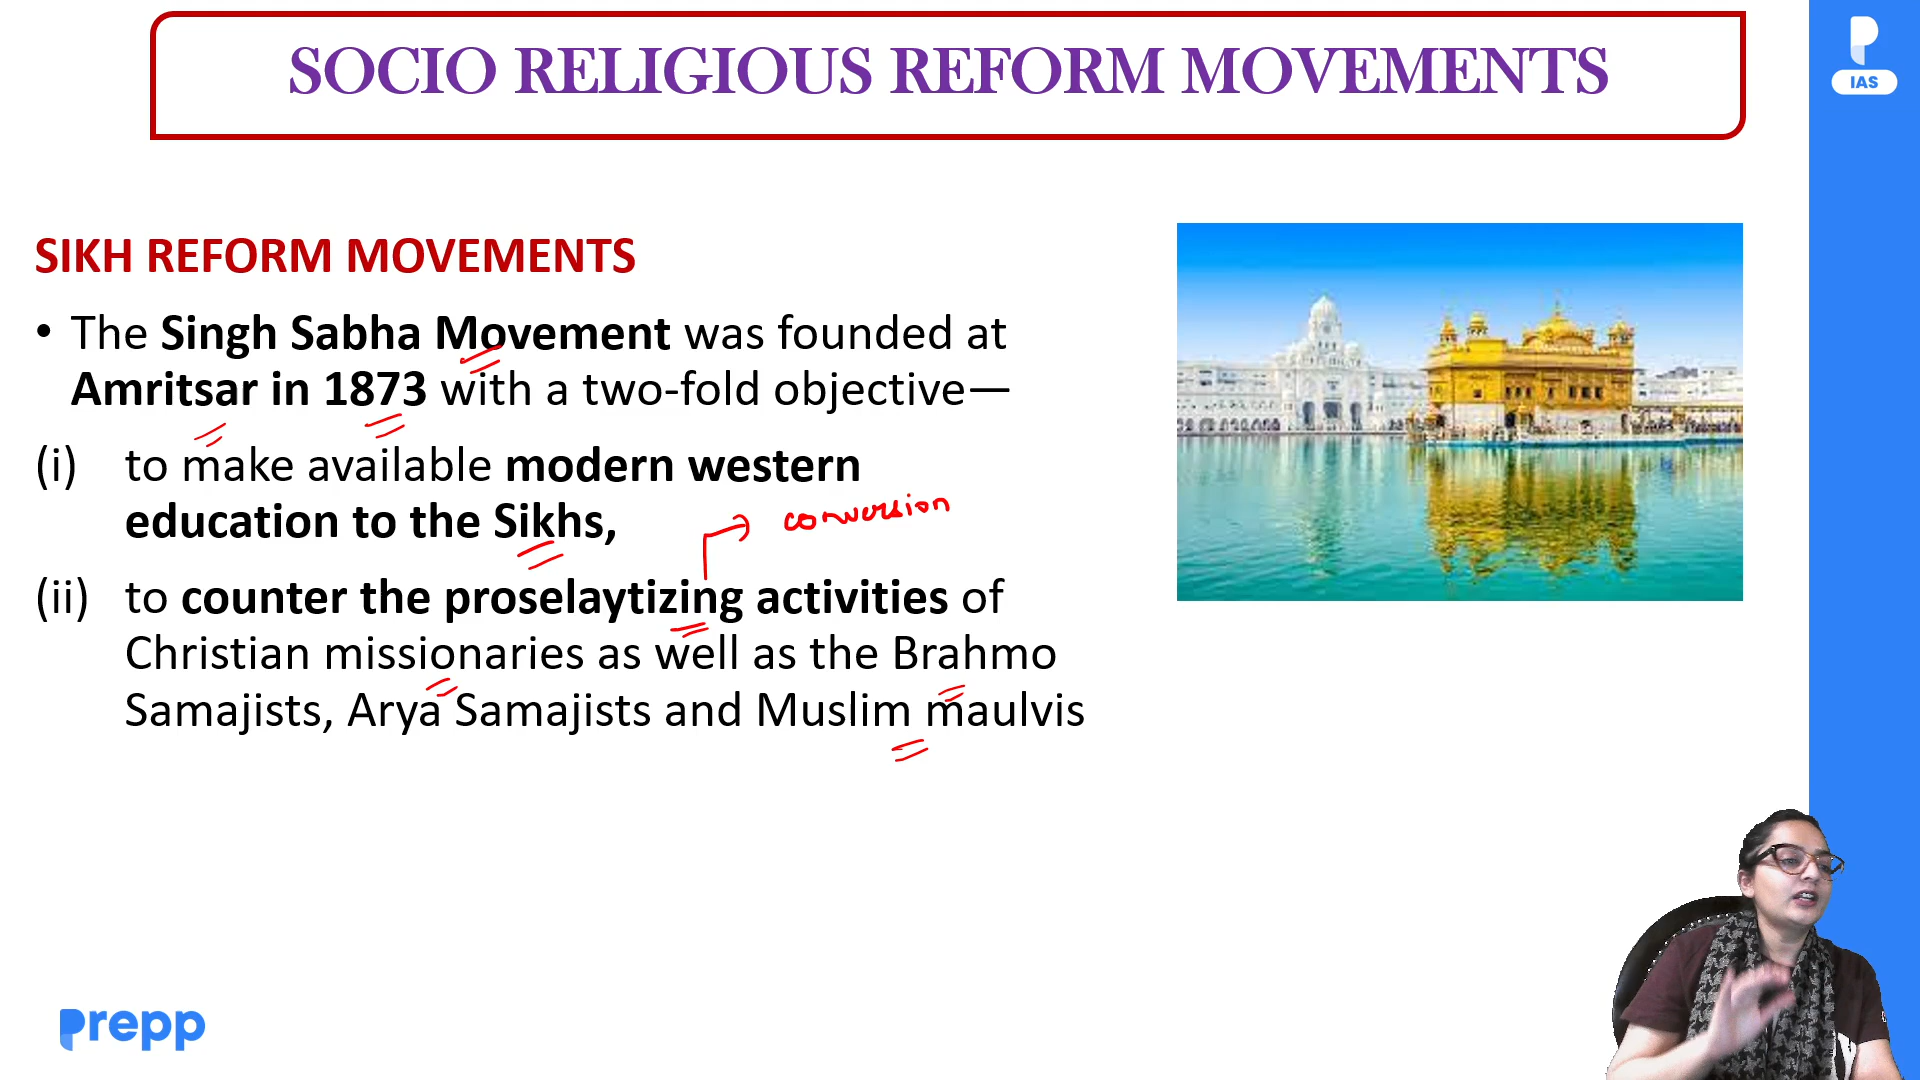 SOCIO RELIGIOUS REFORM MOVEMENTS
IAS
SIKH REFORM MOVEMENTS
• The Singh Sabha Movement was founded at
Amritsar in 1873 with a two-fold objective—
(i) to make available modern western
education to the Sikhs,
conversion
(ii) to counter the proselaytizing activities of
Christian missionaries as well as the Brahmo
Samajists, Arya Samajists and Muslim maulvis
prepp